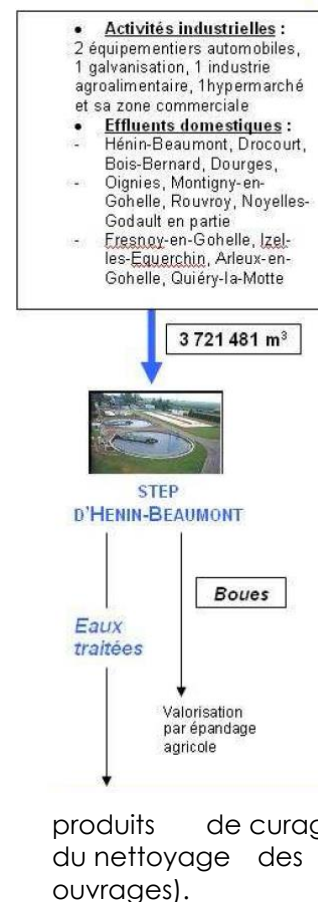 • Activités industrielles :
2 équipementiers automobiles,
1 galvanisation, 1 industrie
agroalimentaire, 1hypermarché
et sa zone commerciale
• Effluents domestiques :
- Hénin-Beaumont, Drocourt,
Bois-Bernard, Dourges,
- Oignies, Montigny-en-
Gohelle, Rouvroy, Noyelles-
Godault en partie
- Fresnoy-en-Gohelle, Izel-
les-Equerchin, Arleux-en-
Gohelle, Quiéry-la-Motte
3 721 481 m³
STEP
D'HENIN-BEAUMONT
Boues
Eaux
traitées
Valorisation
par épandage
agricole
produits de curag
du nettoyage des
ouvrages).